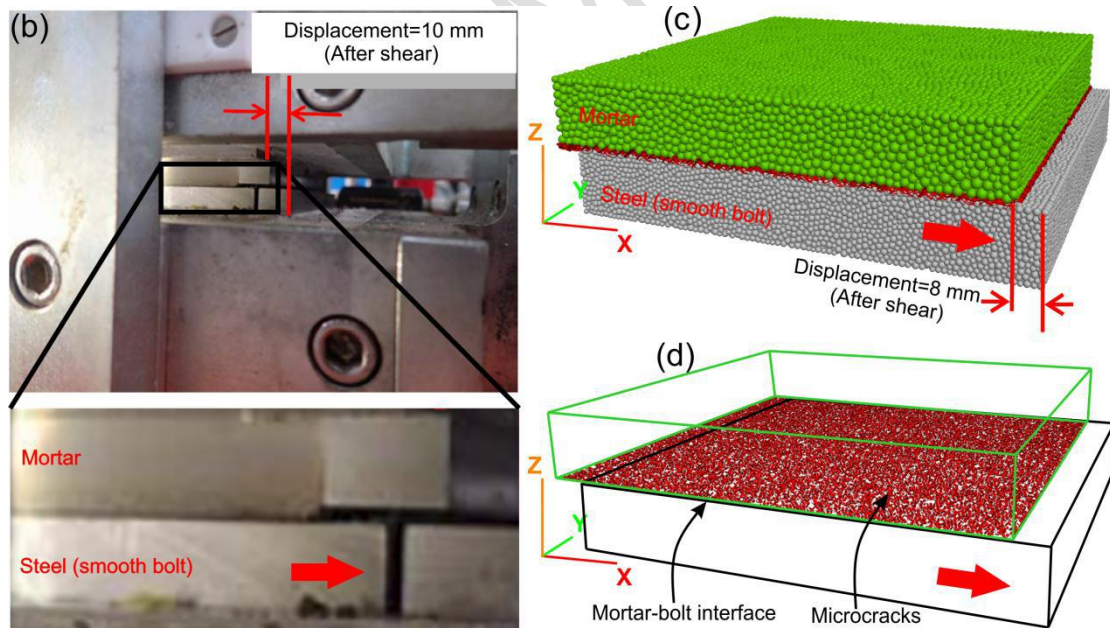 (b)
Displacement=10 mm
(After shear)
Mortar
Steel (smooth bolt)
(c)
Mortar
Steel (smooth bolt)
Z
Y
X
Displacement=8 mm
(After shear)
(d)
Z
Y
X
Mortar-bolt interface
Microcracks